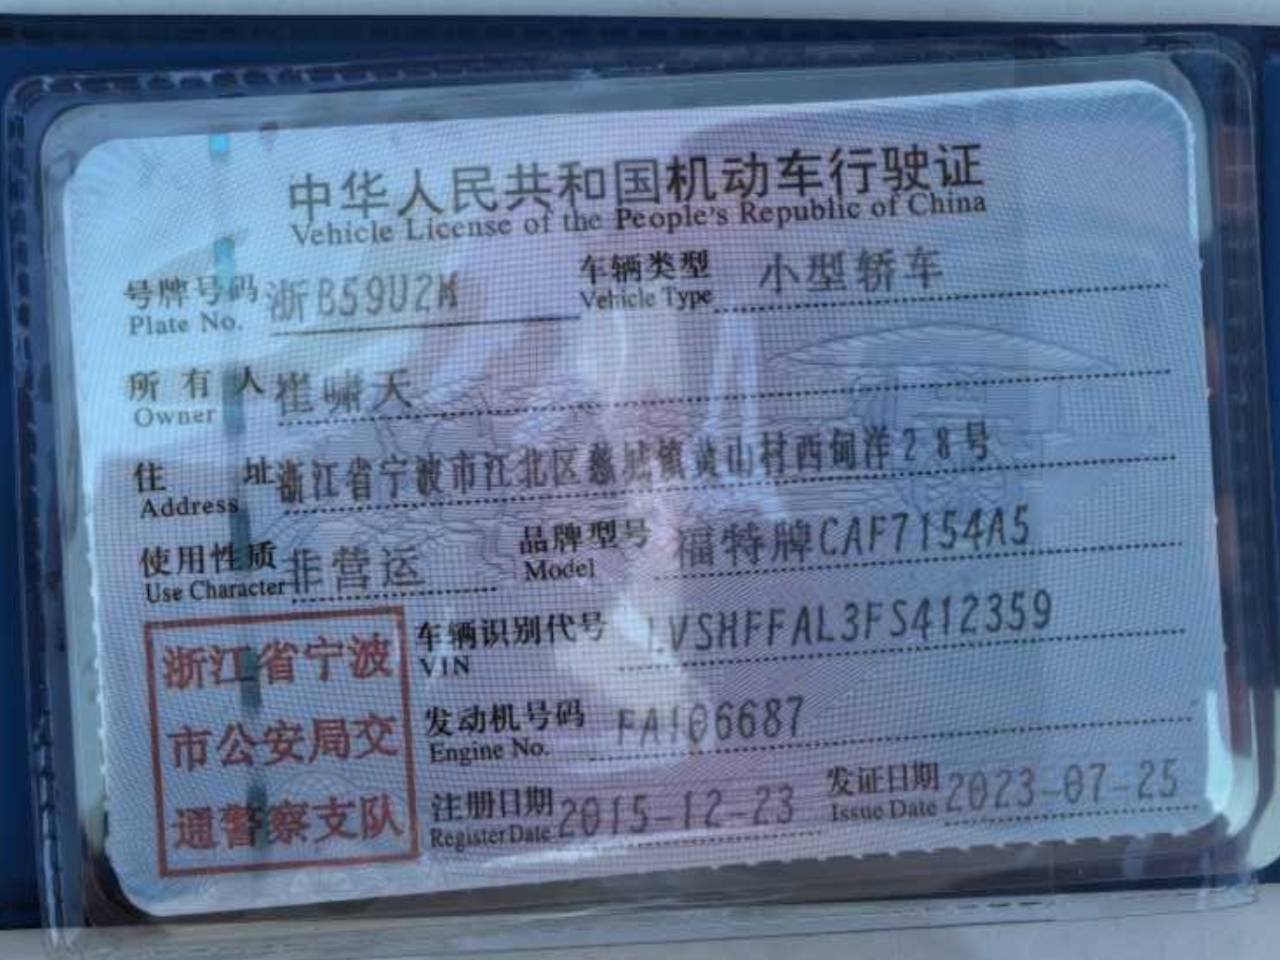 中华人民共和国机动车行驶证
Vehicle License of the People's Republic of China
号牌号码 浙B59U2M 车辆类型 小型轿车
Plate No. Vehicle Type
所有人 崔啸天
Owner
住址 浙江省宁波市江北区慈城镇黄山村西甸洋28号
Address
使用性质 非营运 品牌型号 福特牌CAF7154A5
Use Character Model
浙江省宁波
市公安局交
通警察支队
车辆识别代号 LVSHFFAL3FS412359
VIN
发动机号码 FA106687
Engine No.
注册日期 2015-12-23 发证日期 2023-07-25
Register Date Issue Date